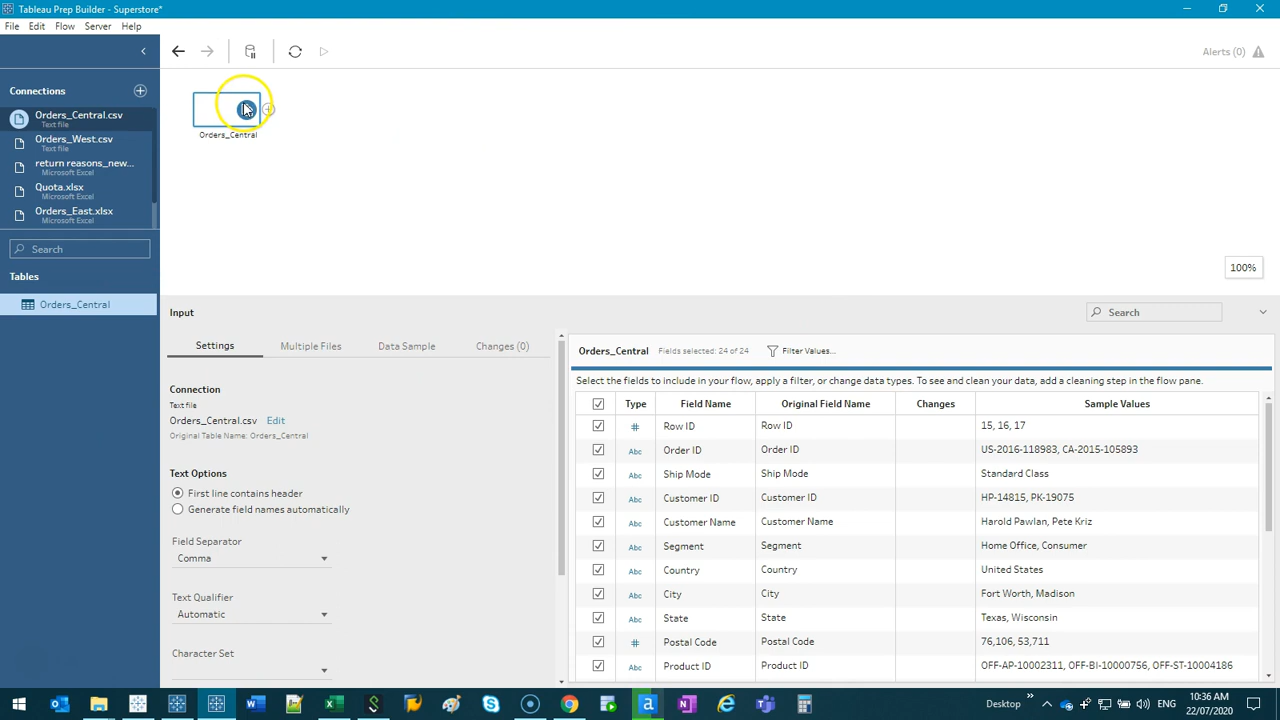 Tableau Prep Builder - Superstore*
File Edit Flow Server Help
Alerts (0)
Connections
Orders_Central.csv
Text file
Orders_West.csv
Text file
return reasons_new...
Microsoft Excel
Quota.xlsx
Microsoft Excel
Orders_East.xlsx
Microsoft Excel
Search
Tables
Orders_Central
Orders_Central
100%
Input
Search
Settings Multiple Files Data Sample Changes (0)
Connection
Text file
Orders_Central.csv Edit
Original Table Name: Orders_Central
Text Options
First line contains header
Generate field names automatically
Field Separator
Comma
Text Qualifier
Automatic
Character Set
Orders_Central Fields selected: 24 of 24 Filter Values...
Select the fields to include in your flow, apply a filter, or change data types. To see and clean your data, add a cleaning step in the flow pane.
Type Field Name Original Field Name Changes Sample Values
# Row ID Row ID 15, 16, 17
Abc Order ID Order ID US-2016-118983, CA-2015-105893
Abc Ship Mode Ship Mode Standard Class
Abc Customer ID Customer ID HP-14815, PK-19075
Abc Customer Name Customer Name Harold Pawlan, Pete Kriz
Abc Segment Segment Home Office, Consumer
Abc Country Country United States
Abc City City Fort Worth, Madison
Abc State State Texas, Wisconsin
# Postal Code Postal Code 76,106, 53,711
Abc Product ID Product ID OFF-AP-10002311, OFF-BI-10000756, OFF-ST-10004186
Desktop
ENG
10:36 AM
22/07/2020